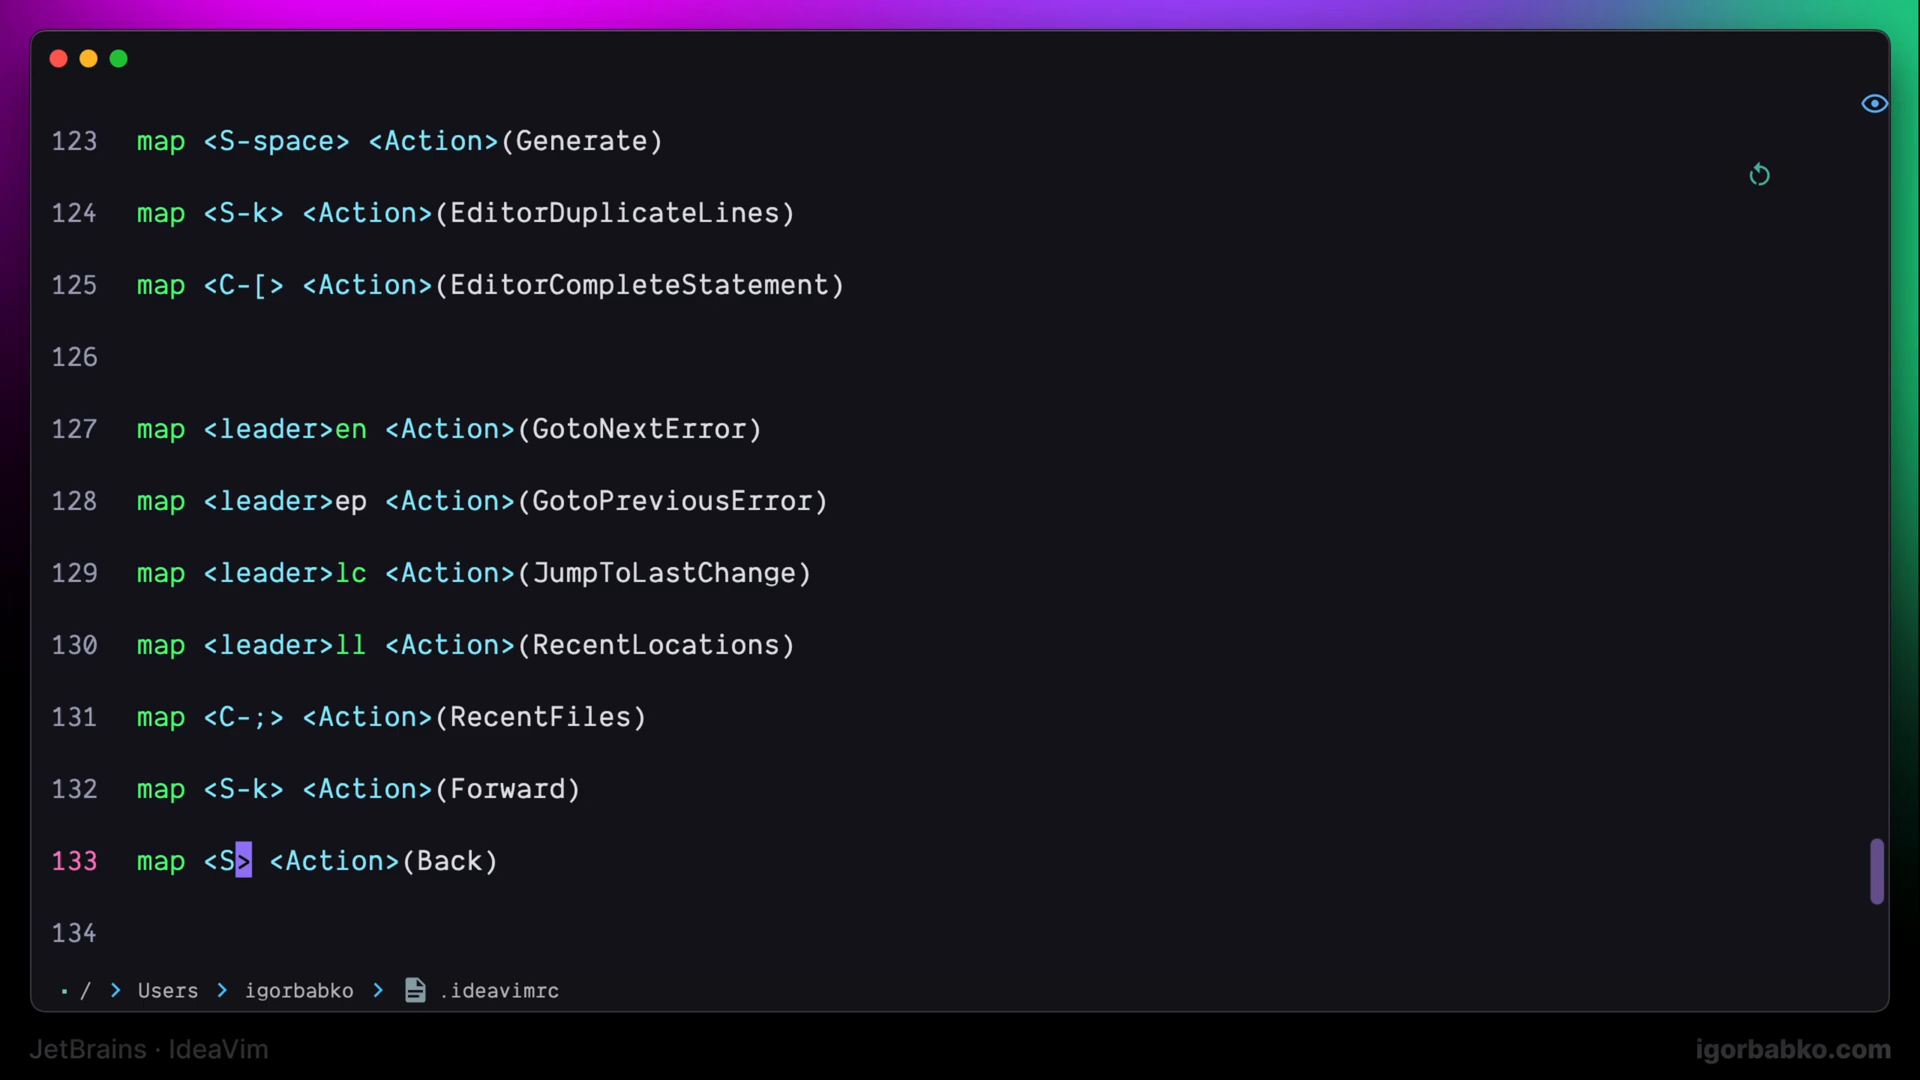 123 map <S-space> <Action>(Generate)
124 map <S-k> <Action>(EditorDuplicateLines)
125 map <C-[> <Action>(EditorCompleteStatement)
126
127 map <leader>en <Action>(GotoNextError)
128 map <leader>ep <Action>(GotoPreviousError)
129 map <leader>lc <Action>(JumpToLastChange)
130 map <leader>ll <Action>(RecentLocations)
131 map <C-;> <Action>(RecentFiles)
132 map <S-k> <Action>(Forward)
133 map <S> <Action>(Back)
134
/ > Users > igorbabko > .ideavimrc
JetBrains · IdeaVim
igorbabko.com